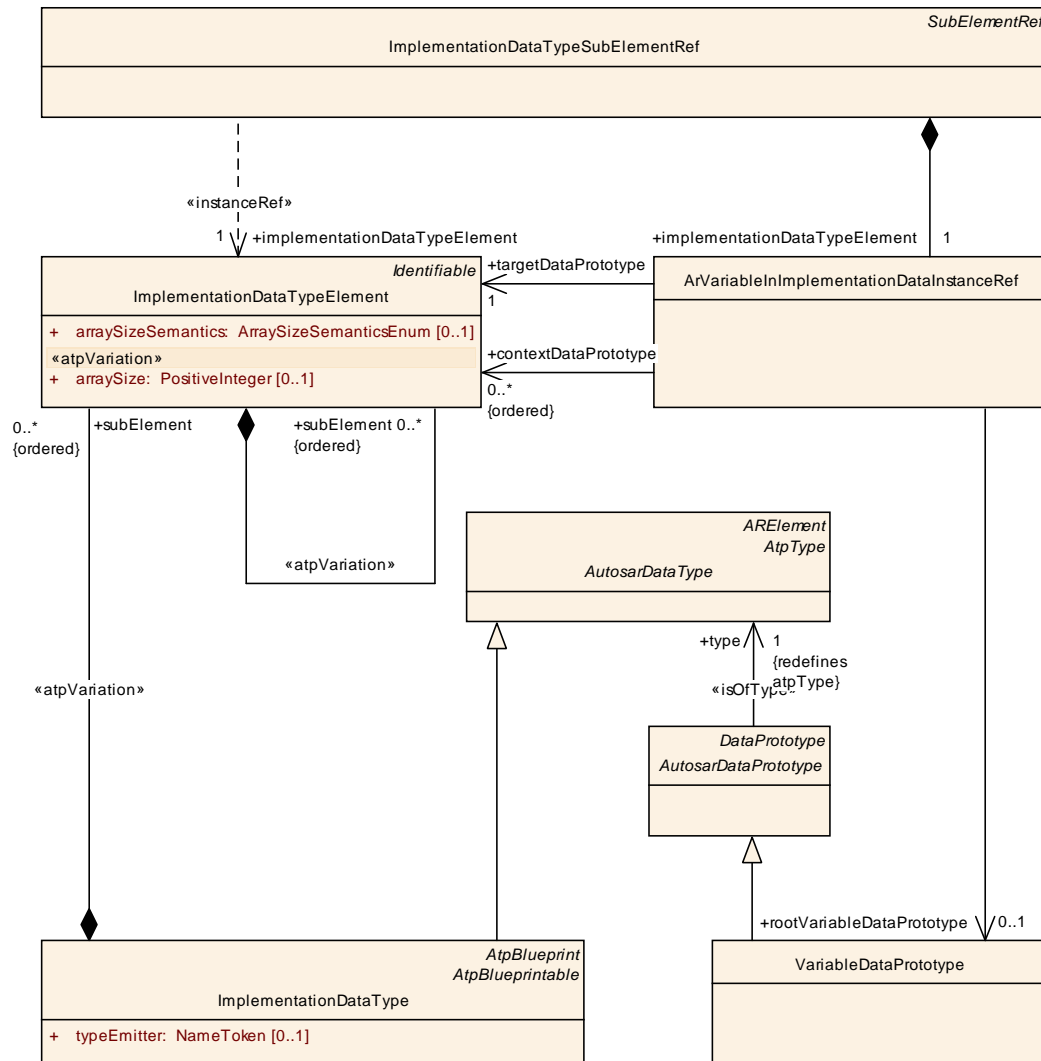 SubElementRef
ImplementationDataTypeSubElementRef
«instanceRef»
1
+implementationDataTypeElement
+implementationDataTypeElement
1
Identifiable
ImplementationDataTypeElement
+ arraySizeSemantics: ArraySizeSemanticsEnum [0..1]
«atpVariation»
+ arraySize: PositiveInteger [0..1]
+targetDataPrototype
1
+contextDataPrototype
0..*
{ordered}
ArVariableInImplementationDataInstanceRef
0..*
{ordered}
+subElement
+subElement 0..*
{ordered}
«atpVariation»
ARElement
AtpType
AutosarDataType
+type
1
{redefines
atpType}
«isOfType»
«atpVariation»
DataPrototype
AutosarDataPrototype
+rootVariableDataPrototype
0..1
AtpBlueprint
AtpBlueprintable
ImplementationDataType
+ typeEmitter: NameToken [0..1]
VariableDataPrototype